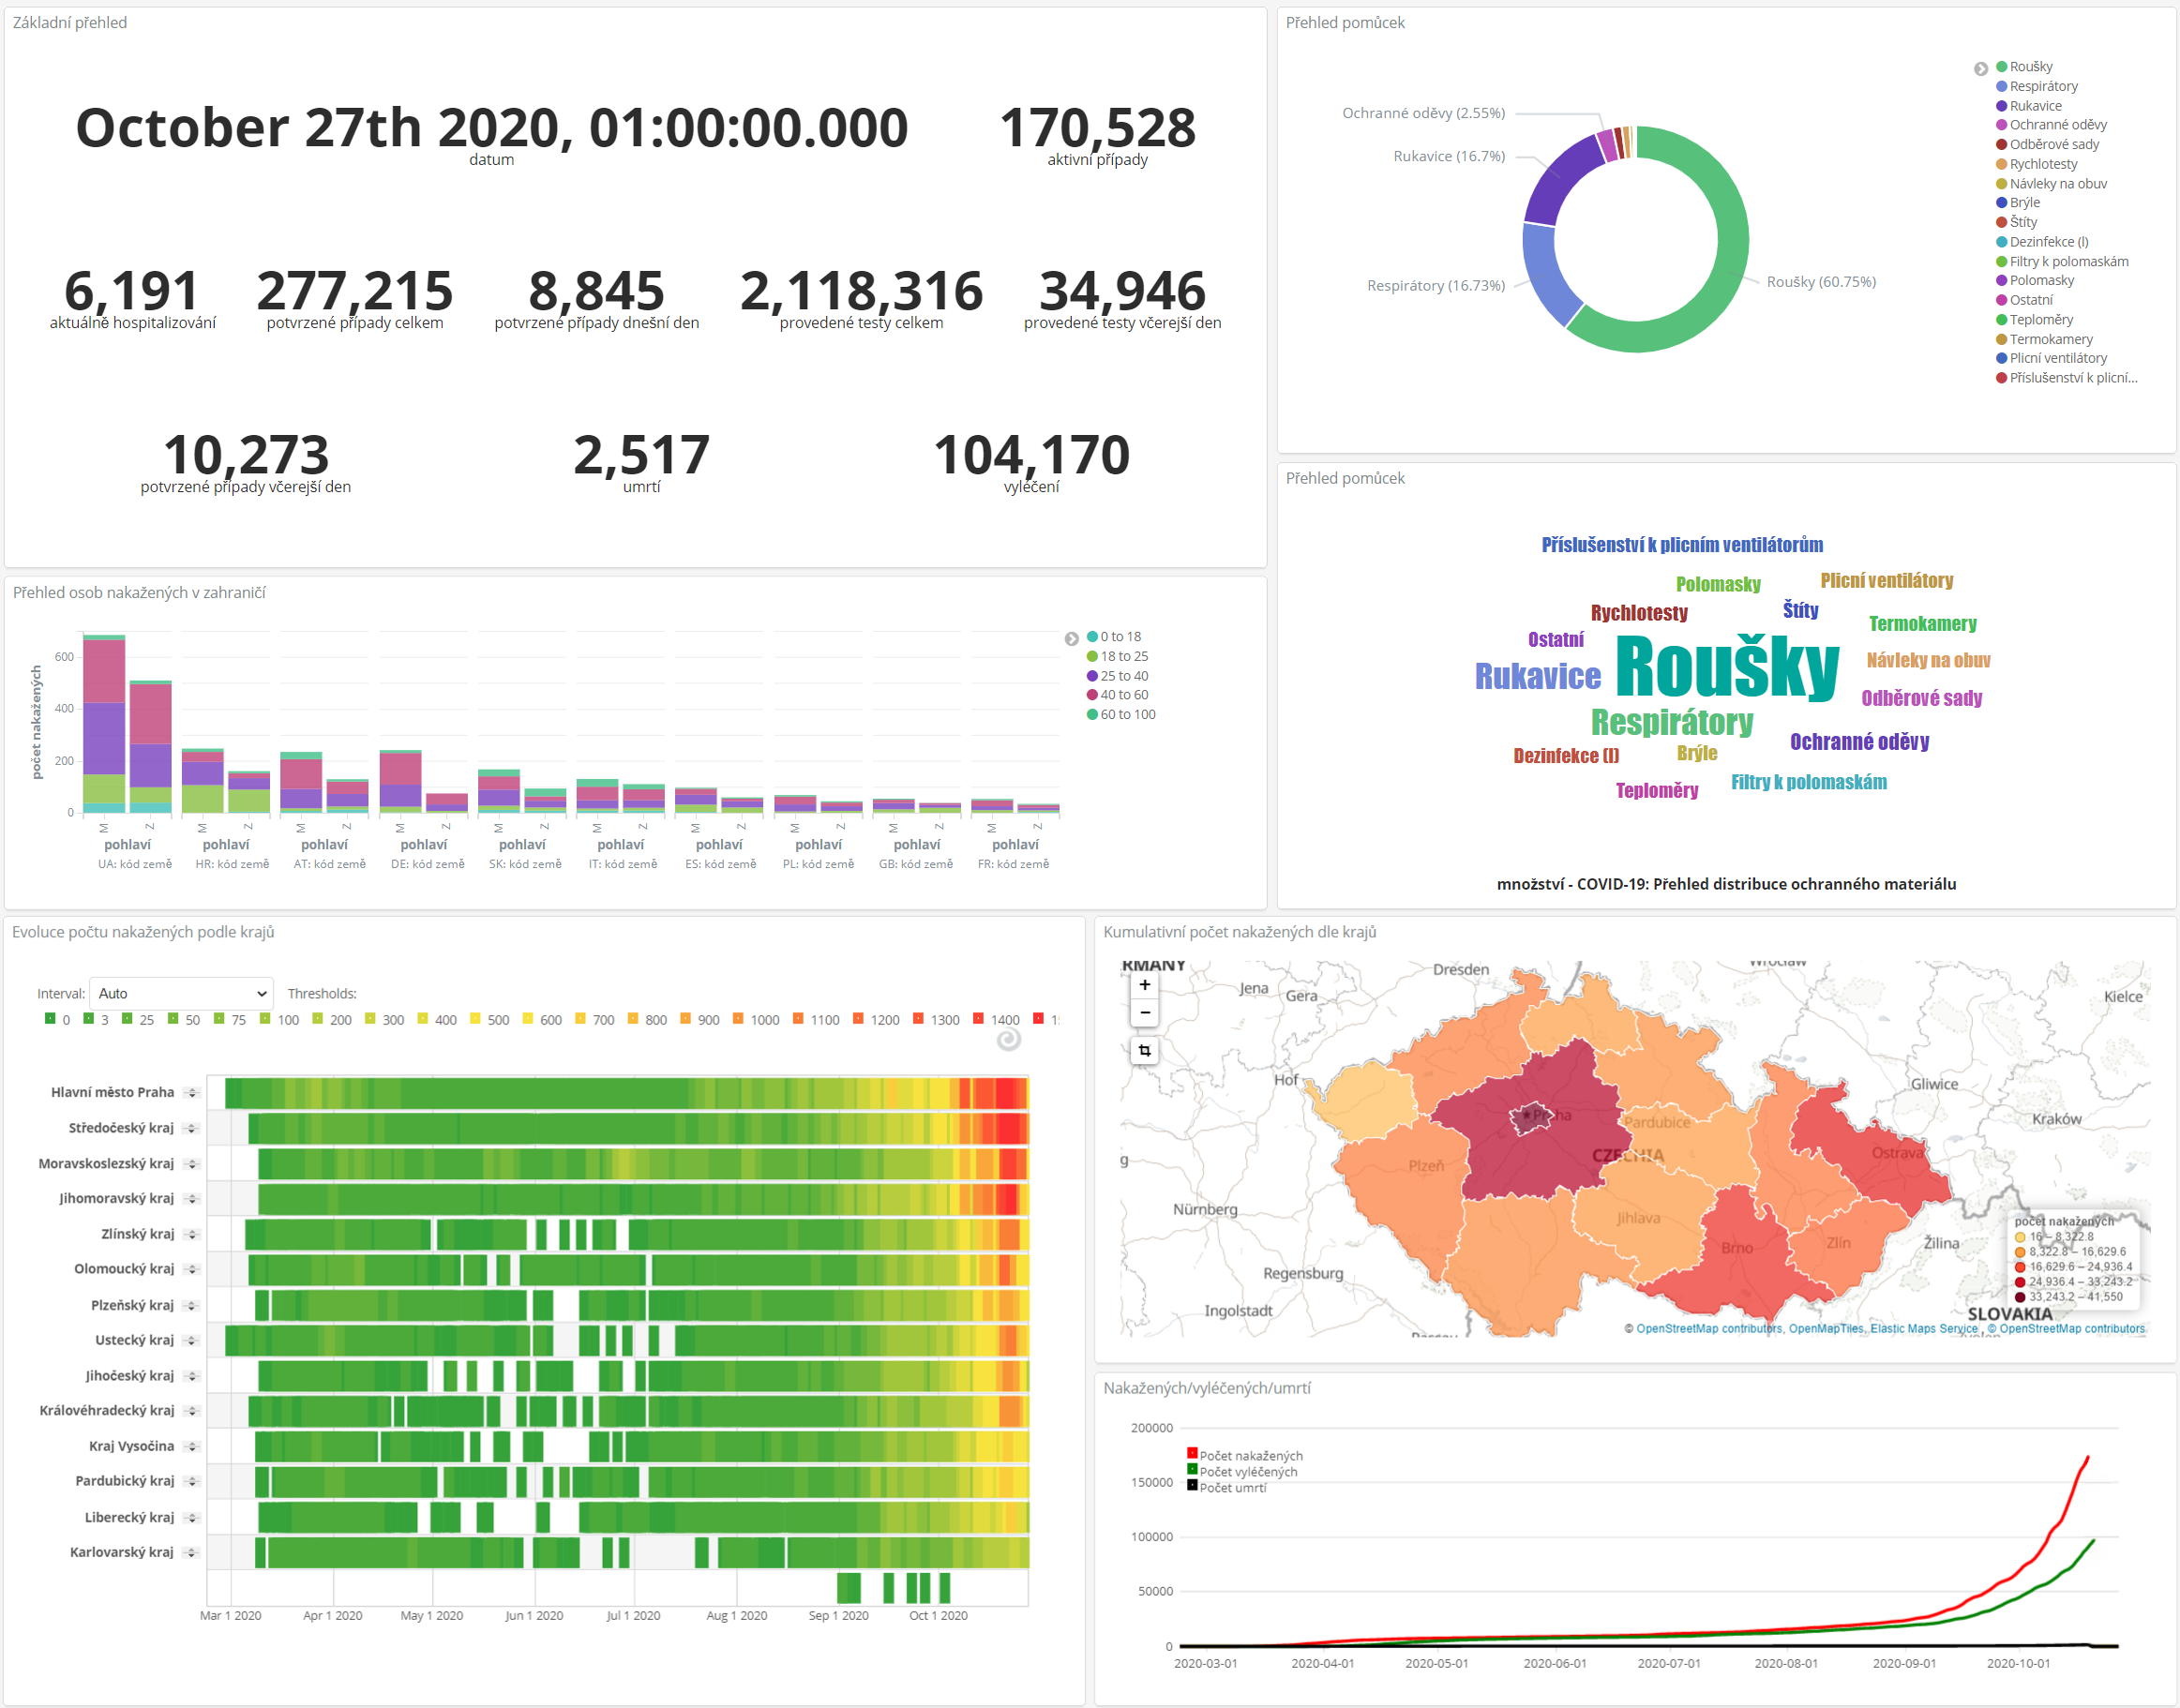 Základní přehled
October 27th 2020, 01:00:00.000
datum
170,528
aktivní případy
6,191
aktuálně hospitalizování
277,215
potvrzené případy celkem
8,845
potvrzené případy dnešní den
2,118,316
provedené testy celkem
34,946
provedené testy včerejší den
10,273
potvrzené případy včerejší den
2,517
umrtí
104,170
vyléčení
Přehled pomůcek
Ochranné oděvy (2.55%)
Rukavice (16.7%)
Respirátory (16.73%)
Roušky (60.75%)
Roušky
Respirátory
Rukavice
Ochranné oděvy
Odběrové sady
Rychlotesty
Návleky na obuv
Brýle
Štíty
Dezinfekce (l)
Filtry k polomaskám
Polomasky
Ostatní
Teploměry
Termokamery
Plicní ventilátory
Příslušenství k plicní...
Přehled pomůcek
Příslušenství k plicním ventilátorům
Polomasky
Plicní ventilátory
Rychlotesty
Štíty
Termokamery
Ostatní
Roušky
Rukavice
Návleky na obuv
Odběrové sady
Respirátory
Ochranné oděvy
Dezinfekce (l)
Brýle
Teploměry
Filtry k polomaskám
množství - COVID-19: Přehled distribuce ochranného materiálu
Přehled osob nakažených v zahraničí
počet nakažených
600
400
200
0
M Z M Z M Z M Z M Z M Z M Z M Z M Z M Z
pohlaví pohlaví pohlaví pohlaví pohlaví pohlaví pohlaví pohlaví pohlaví pohlaví
UA: kód země HR: kód země AT: kód země DE: kód země SK: kód země IT: kód země ES: kód země PL: kód země GB: kód země FR: kód země
0 to 18
18 to 25
25 to 40
40 to 60
60 to 100
Evoluce počtu nakažených podle krajů
Interval: Auto Thresholds:
0 3 25 50 75 100 200 300 400 500 600 700 800 900 1000 1100 1200 1300 1400
Hlavní město Praha
Středočeský kraj
Moravskoslezský kraj
Jihomoravský kraj
Zlínský kraj
Olomoucký kraj
Plzeňský kraj
Ustecký kraj
Jihočeský kraj
Královéhradecký kraj
Kraj Vysočina
Pardubický kraj
Liberecký kraj
Karlovarský kraj
Mar 1 2020 Apr 1 2020 May 1 2020 Jun 1 2020 Jul 1 2020 Aug 1 2020 Sep 1 2020 Oct 1 2020
Kumulativní počet nakažených dle krajů
RMANY
+
−
Dresden
Wrocław
Jena
Gera
Kielce
Hof
Gliwice
Praha
Pardubice
Kraków
CZECHIA
Ostrava
Plzeň
Nürnberg
Jihlava
Brno
Zlín
Žilina
Regensburg
Ingolstadt
Passau
SLOVAKIA
počet nakažených
16 – 8,322.8
8,322.8 – 16,629.6
16,629.6 – 24,936.4
24,936.4 – 33,243.2
33,243.2 – 41,550
© OpenStreetMap contributors, OpenMapTiles, Elastic Maps Service, © OpenStreetMap contributors
Nakažených/vyléčených/umrtí
Počet nakažených
Počet vyléčených
Počet umrtí
200000
150000
100000
50000
0
2020-03-01 2020-04-01 2020-05-01 2020-06-01 2020-07-01 2020-08-01 2020-09-01 2020-10-01